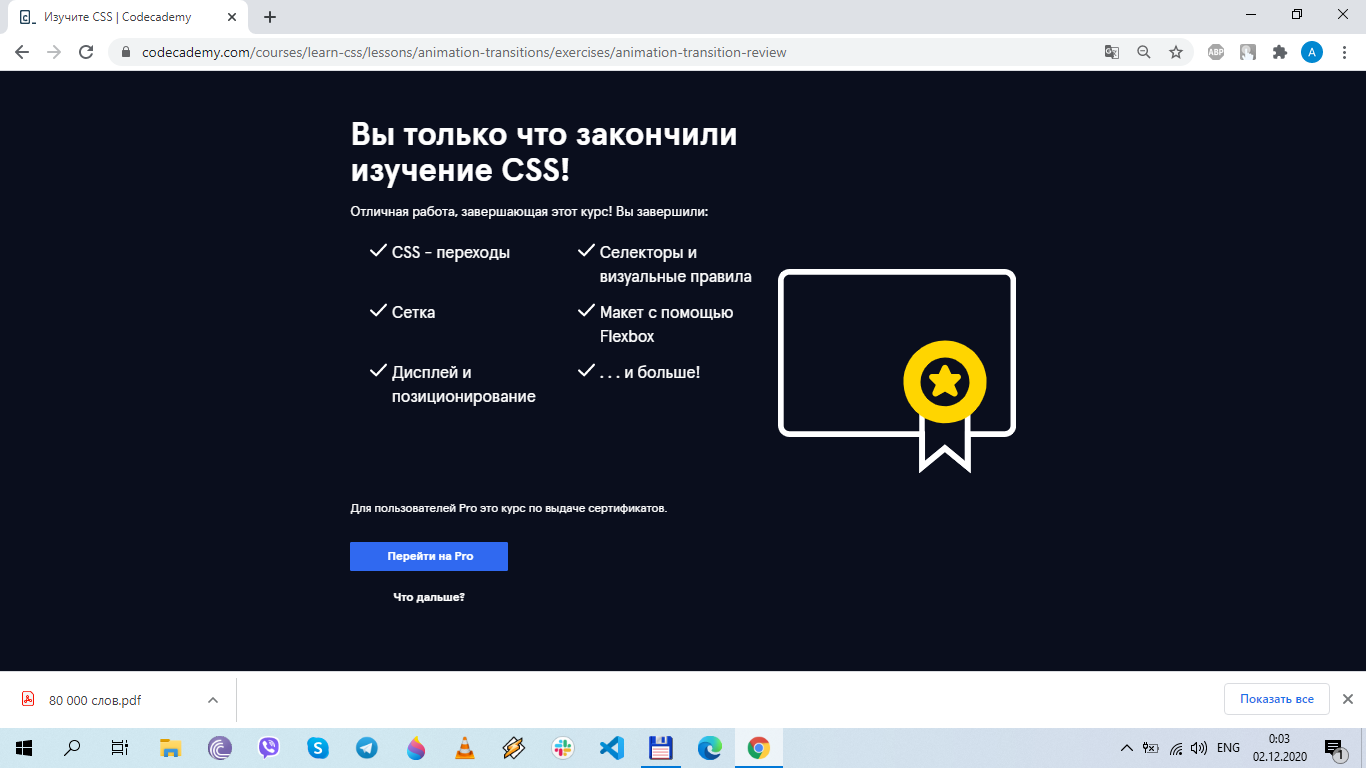 Изучите CSS | Codecademy
codecademy.com/courses/learn-css/lessons/animation-transitions/exercises/animation-transition-review
ABP
A
Вы только что закончили
изучение CSS!
Отличная работа, завершающая этот курс! Вы завершили:
CSS - переходы
Селекторы и
визуальные правила
Сетка
Макет с помощью
Flexbox
Дисплей и
позиционирование
. . . и больше!
Для пользователей Pro это курс по выдаче сертификатов.
Перейти на Pro
Что дальше?
80 000 слов.pdf
Показать все
ENG
0:03
02.12.2020
1